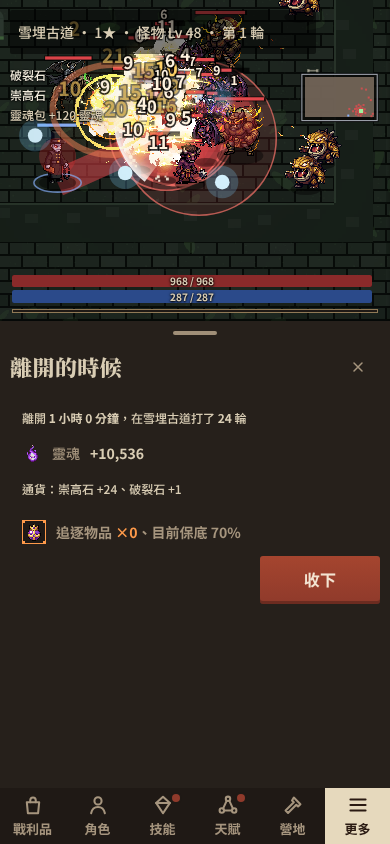 雪埋古道 · 1★ · 怪物 Lv 48 · 第 1 輪
破裂石
崇高石
靈魂包 +120 靈魂
968 / 968
287 / 287
離開的時候
×
離開 1 小時 0 分鐘，在雪埋古道打了 24 輪
靈魂 +10,536
通貨：崇高石 +24、破裂石 +1
追逐物品 ×0、目前保底 70%
收下
戰利品
角色
技能
天賦
營地
更多